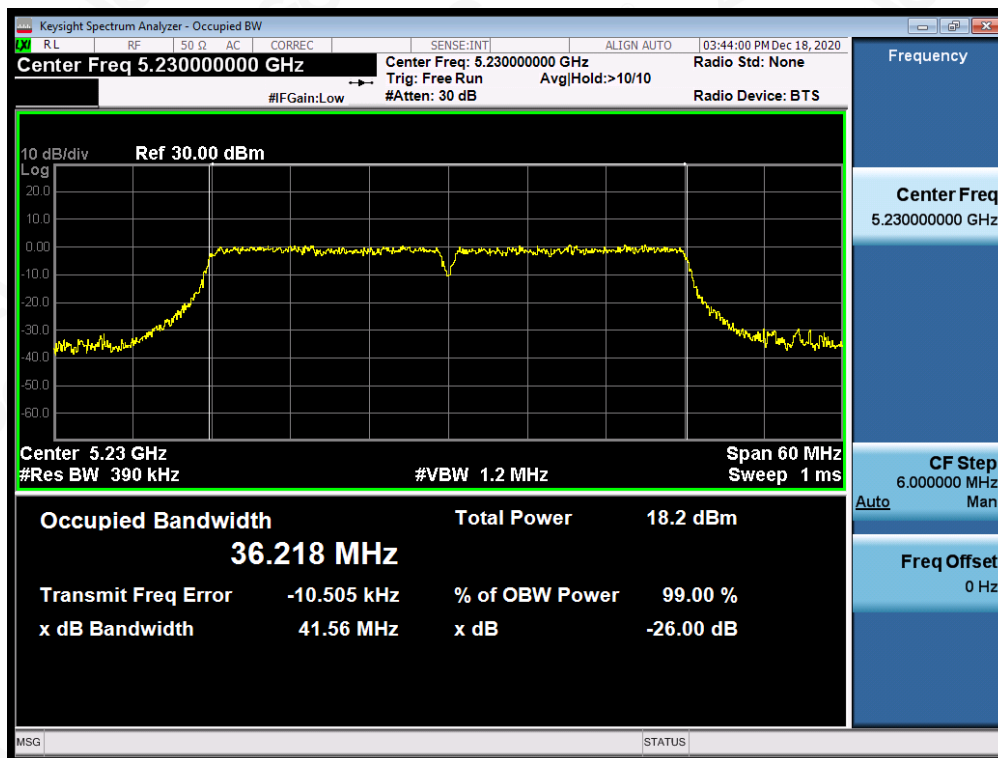 Keysight Spectrum Analyzer - Occupied BW
LXI RL RF 50 Ω AC CORREC SENSE:INT ALIGN AUTO 03:44:00 PM Dec 18, 2020
Center Freq 5.230000000 GHz
#IFGain:Low
Center Freq: 5.230000000 GHz
Trig: Free Run Avg|Hold:>10/10
#Atten: 30 dB
Radio Std: None
Radio Device: BTS
10 dB/div Ref 30.00 dBm
Log
20.0
10.0
0.00
-10.0
-20.0
-30.0
-40.0
-50.0
-60.0
Center 5.23 GHz Span 60 MHz
#Res BW 390 kHz #VBW 1.2 MHz Sweep 1 ms
Occupied Bandwidth Total Power 18.2 dBm
36.218 MHz
Transmit Freq Error -10.505 kHz % of OBW Power 99.00 %
x dB Bandwidth 41.56 MHz x dB -26.00 dB
MSG STATUS
Frequency
Center Freq
5.230000000 GHz
CF Step
6.000000 MHz
Auto Man
Freq Offset
0 Hz